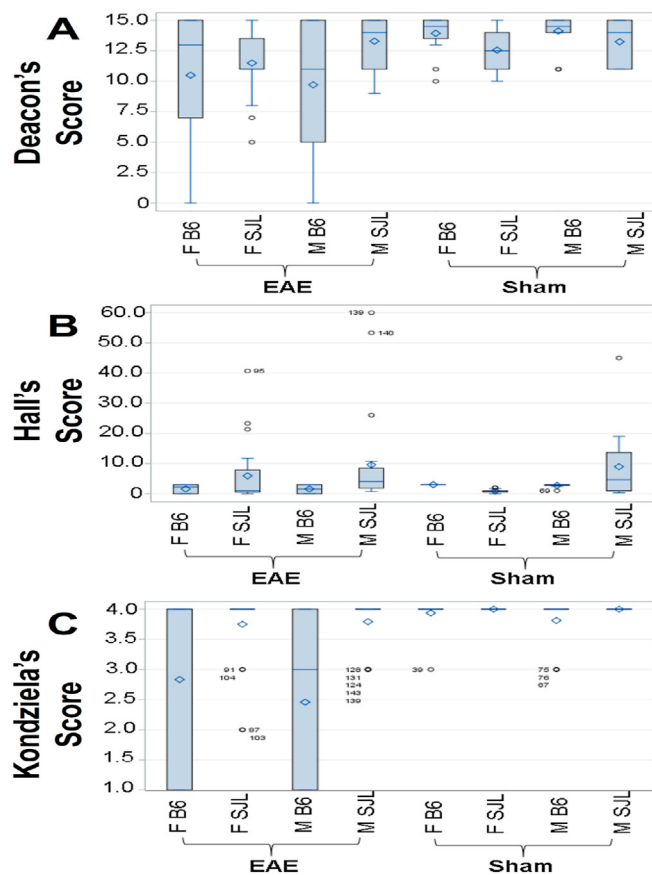 A
Deacon's
Score
15.0
12.5
10.0
7.5
5.0
2.5
0
F B6
F SJL
M B6
M SJL
F B6
F SJL
M B6
M SJL
EAE
Sham
B
Hall's
Score
60.0
50.0
40.0
30.0
20.0
10.0
0
139
140
95
69
F B6
F SJL
M B6
M SJL
F B6
F SJL
M B6
M SJL
EAE
Sham
C
Kondziela's
Score
4.0
3.5
3.0
2.5
2.0
1.5
1.0
91
104
87
103
128
131
124
143
139
39
75
76
67
F B6
F SJL
M B6
M SJL
F B6
F SJL
M B6
M SJL
EAE
Sham